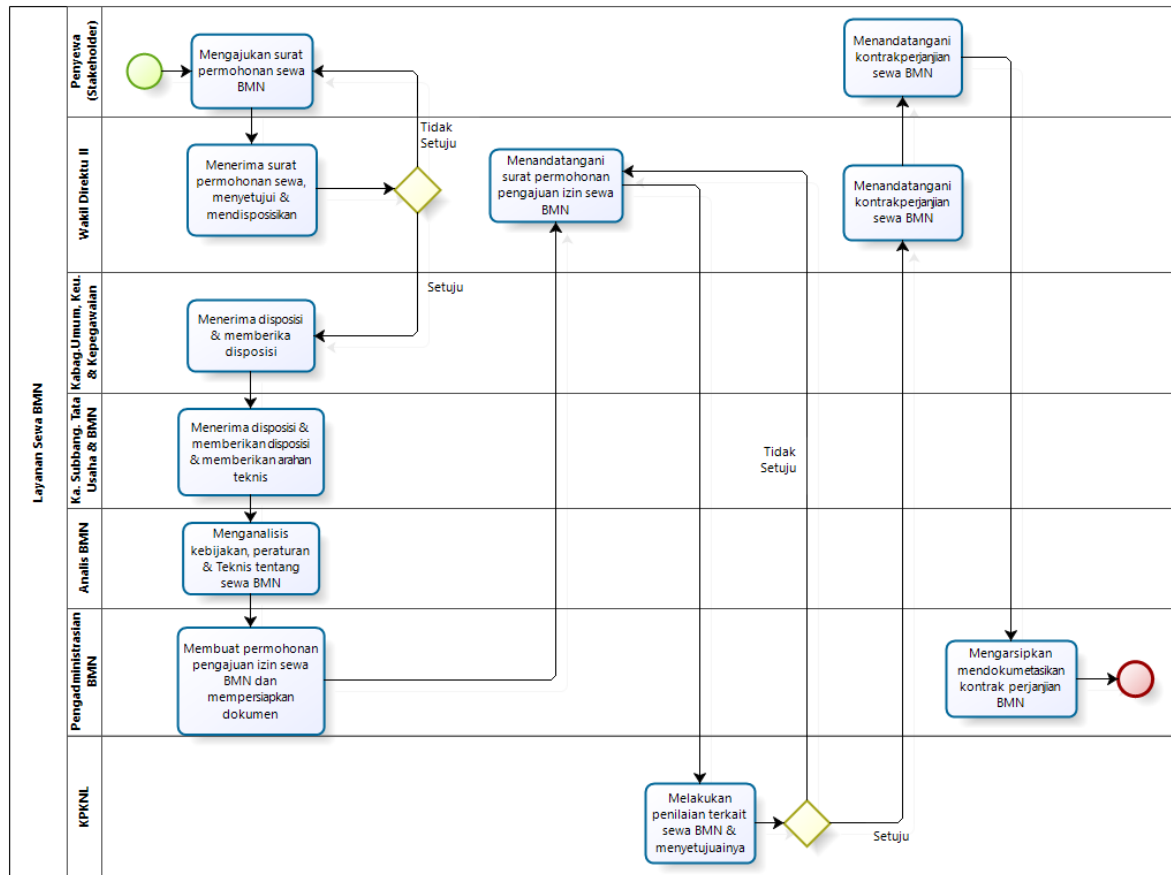 Layanan Sewa BMN
Penyewa
(Stakeholder)
Mengajukan surat
permohonan sewa
BMN
Menandatangani
kontrakperjanjian
sewa BMN
Tidak
Setuju
Wakil Direktu II
Menerima surat
permohonan sewa,
menyetujui &
mendisposisikan
Menandatangani
surat permohonan
pengajuan izin sewa
BMN
Menandatangani
kontrakperjanjian
sewa BMN
Setuju
Kabag.Umum, Keu.
& Kepegawaian
Menerima disposisi
& memberika
disposisi
Ka. Subbang. Tata
Usaha & BMN
Menerima disposisi &
memberikan disposisi
& memberikan arahan
teknis
Tidak
Setuju
Analis BMN
Menganalisis
kebijakan, peraturan
& Teknis tentang
sewa BMN
Pengadministrasian
BMN
Membuat permohonan
pengajuan izin sewa
BMN dan
mempersiapkan
dokumen
Mengarsipkan
mendokumetasikan
kontrak perjanjian
BMN
KPKNL
Melakukan
penilaian terkait
sewa BMN &
menyetujuainya
Setuju